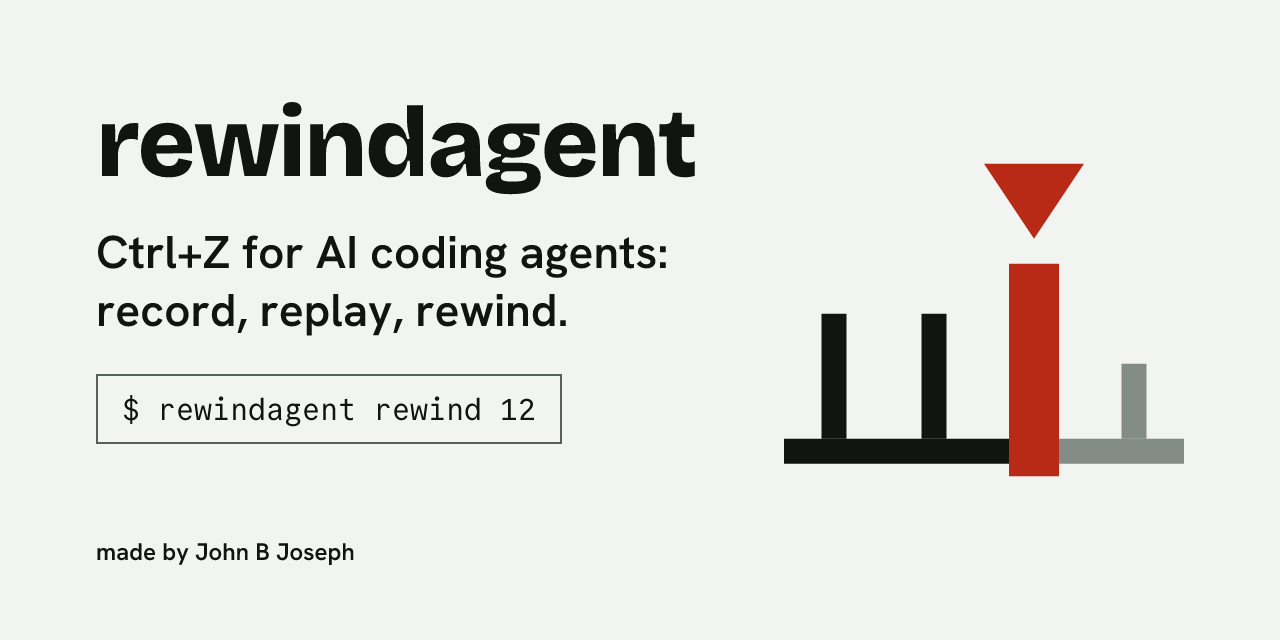 rewindagent
Ctrl+Z for AI coding agents:
record, replay, rewind.
$ rewindagent rewind 12
made by John B Joseph